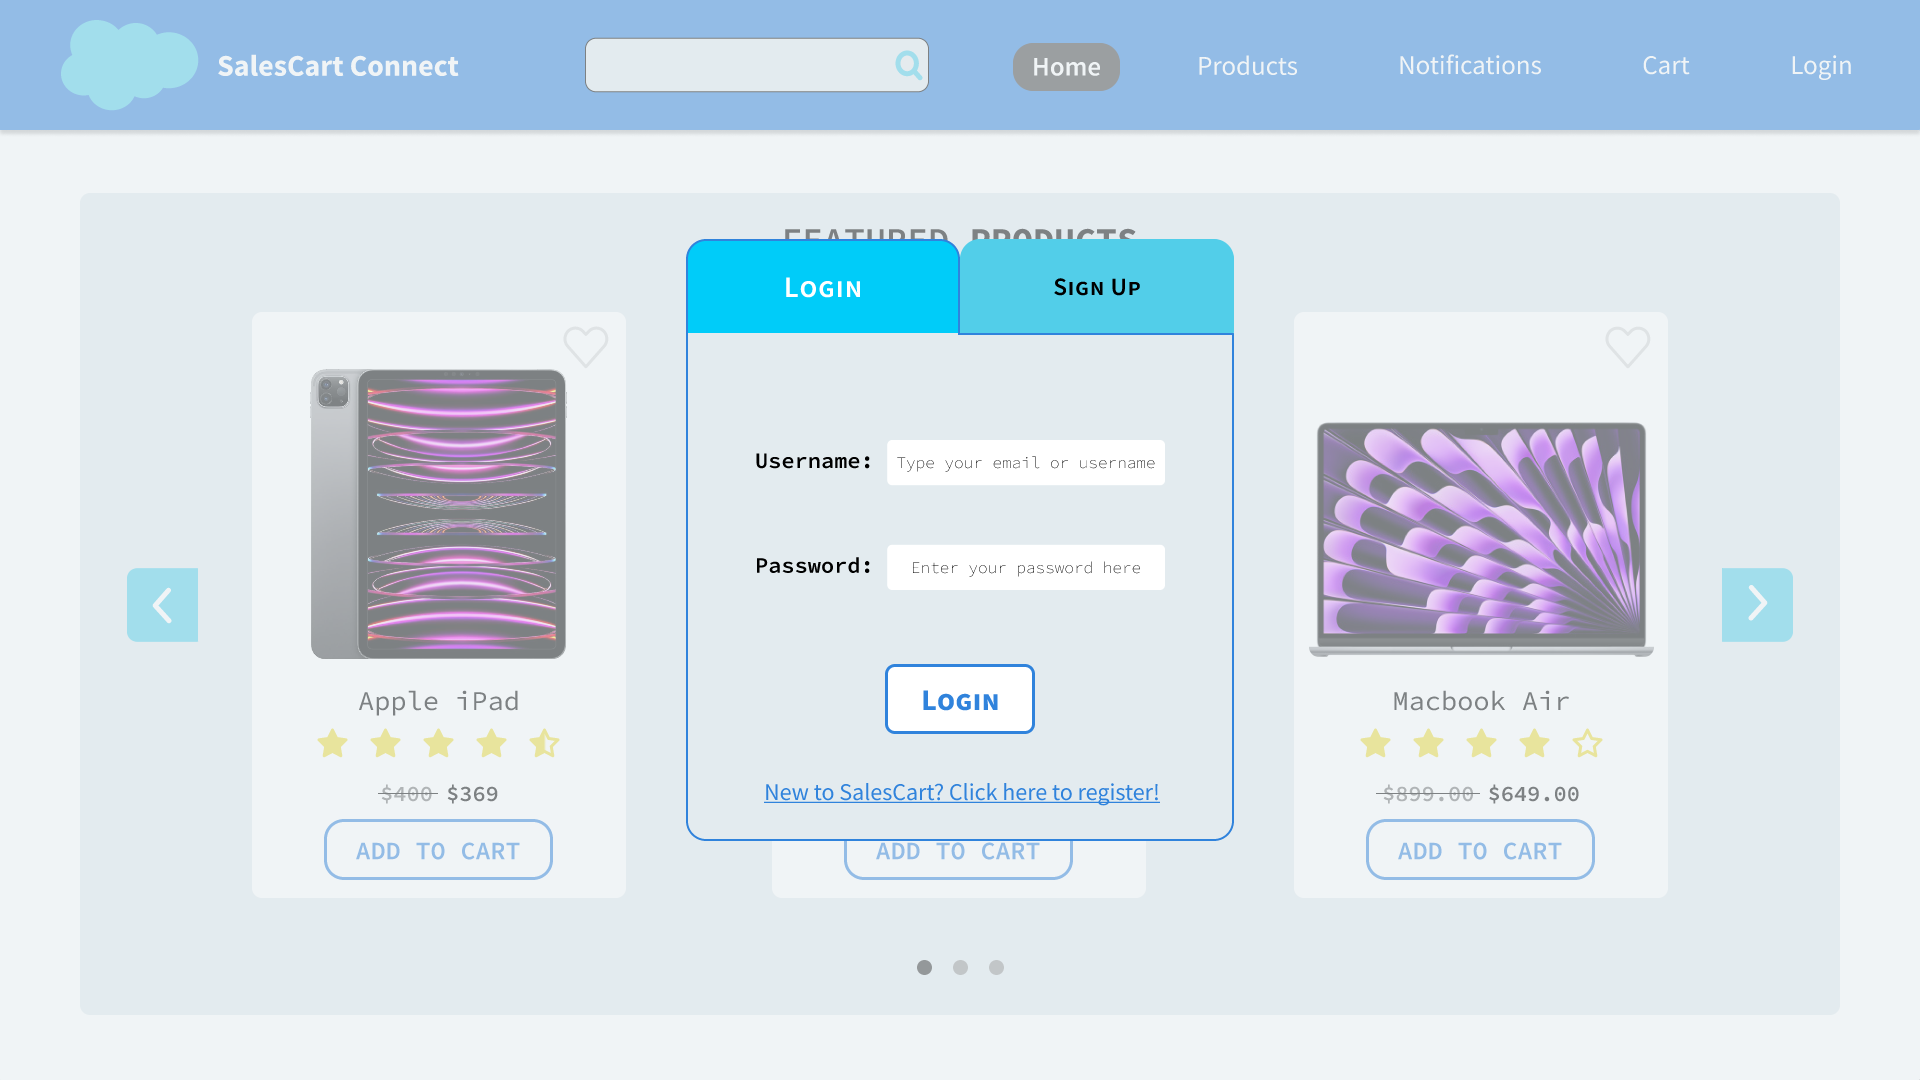 SalesCart Connect
Home
Products
Notifications
Cart
Login
FEATURED PRODUCTS
LOGIN
SIGN UP
Username:
Type your email or username
Password:
Enter your password here
LOGIN
New to SalesCart? Click here to register!
Apple iPad
$400 $369
ADD TO CART
ADD TO CART
Macbook Air
$899.00 $649.00
ADD TO CART